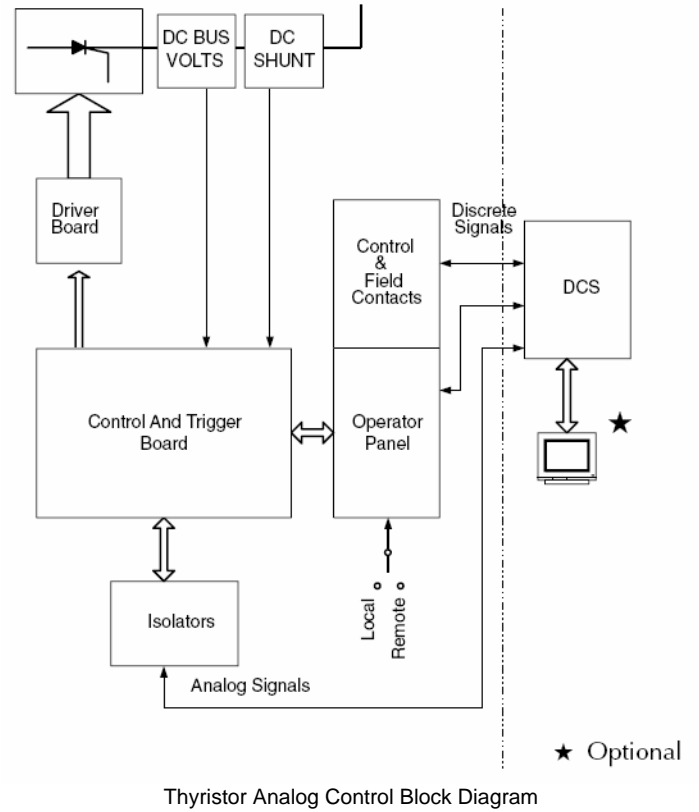 DC BUS
VOLTS
DC
SHUNT
Driver
Board
Discrete
Signals
Control
&
Field
Contacts
DCS
Control And Trigger
Board
Operator
Panel
★
Isolators
Local
Remote
Analog Signals
★ Optional
Thyristor Analog Control Block Diagram